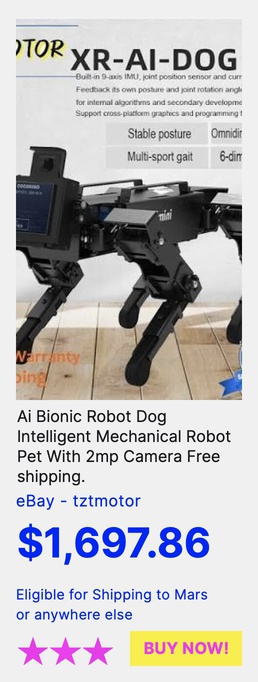 OTOR
XR-AI-DOG
Built-in 9-axis IMU, joint position sensor and curr
Feedback its own posture and joint rotation angle
for internal algorithms and secondary developme
Support cross-platform graphics and programming f
Stable posture Omnidir
Multi-sport gait 6-dim
mini
Warranty
ping
Ai Bionic Robot Dog
Intelligent Mechanical Robot
Pet With 2mp Camera Free
shipping.
eBay - tztmotor
$1,697.86
Eligible for Shipping to Mars
or anywhere else
BUY NOW!